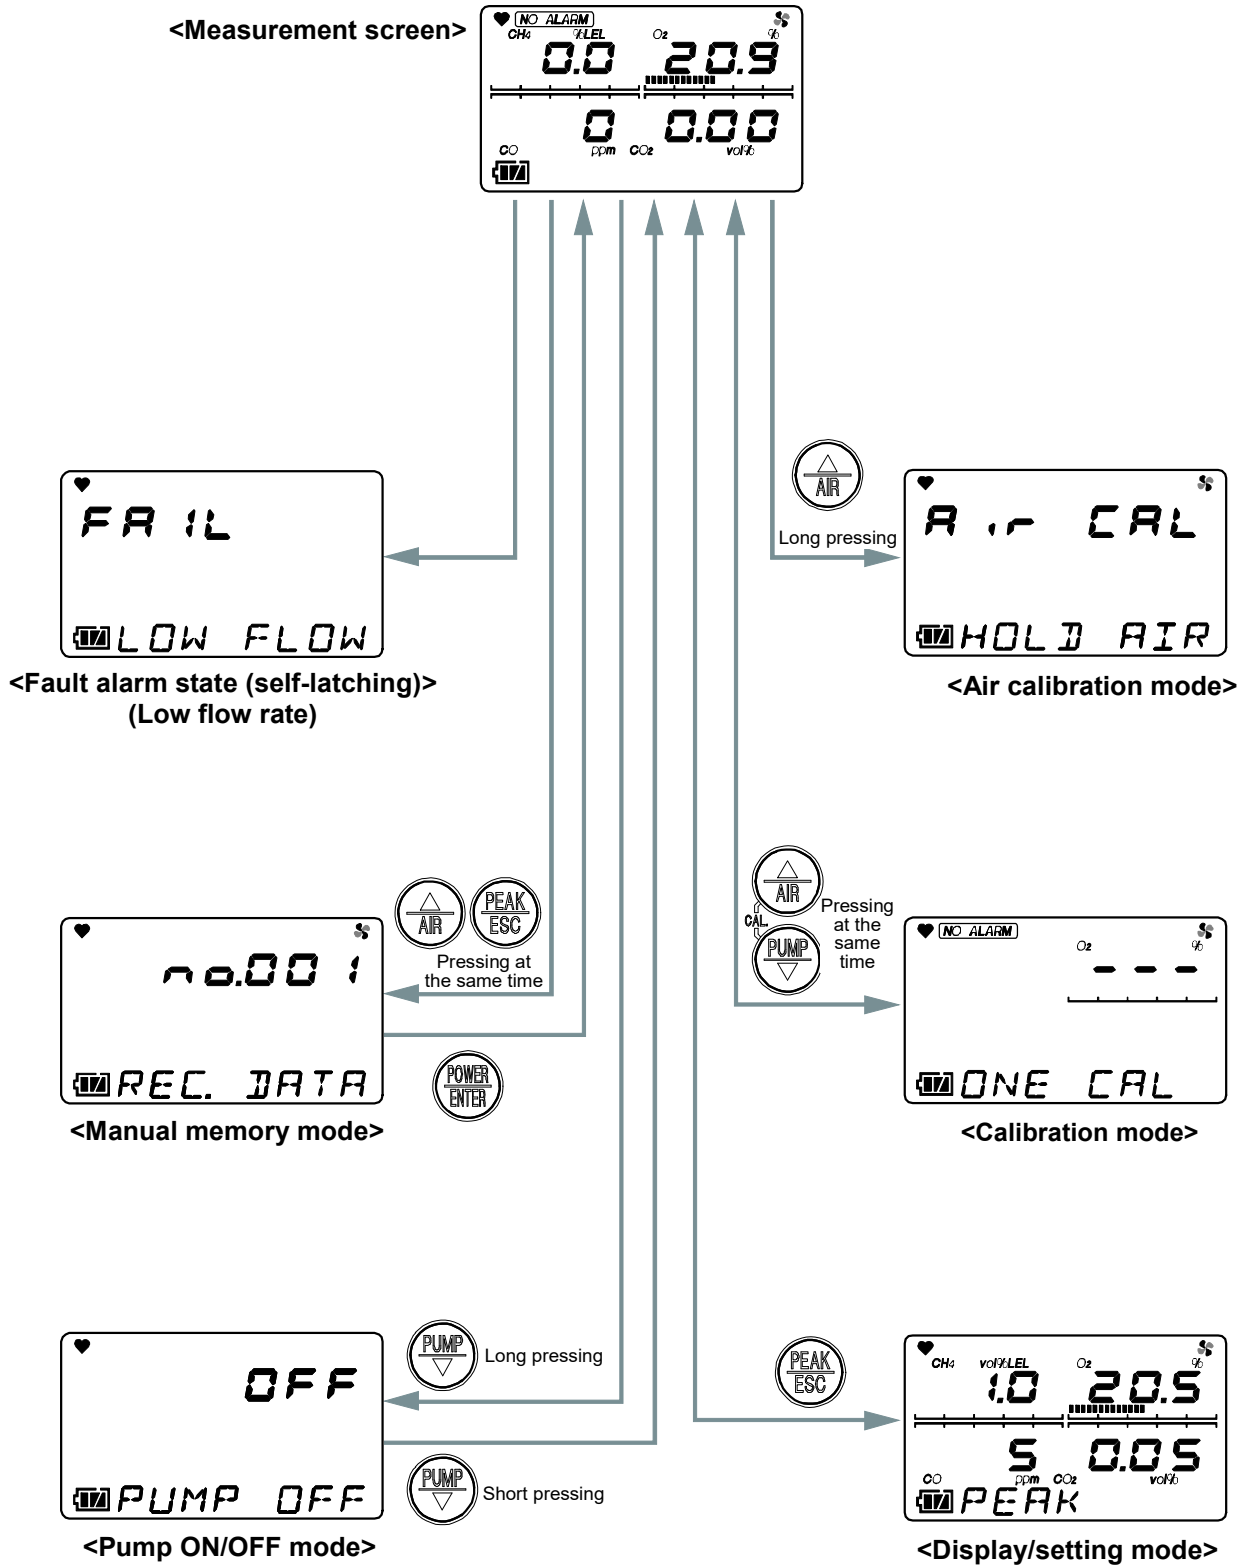 <Measurement screen>
NO ALARM
CH4 %LEL O2 %
0.0 20.9
0 0.00
CO ppm CO2 vol%
AIR
Long pressing
FAIL
LOW FLOW
<Fault alarm state (self-latching)>
(Low flow rate)
Air CAL
HOLD AIR
<Air calibration mode>
AIR
PEAK
ESC
Pressing at
the same time
no.001
REC. DATA
<Manual memory mode>
POWER
ENTER
AIR
CAL.
PUMP
Pressing
at the
same
time
NO ALARM
O2 %
- - -
ONE CAL
<Calibration mode>
OFF
PUMP OFF
<Pump ON/OFF mode>
PUMP
Long pressing
PUMP
Short pressing
PEAK
ESC
CH4 vol%LEL O2 %
1.0 20.5
5 0.05
CO ppm CO2 vol%
PEAK
<Display/setting mode>